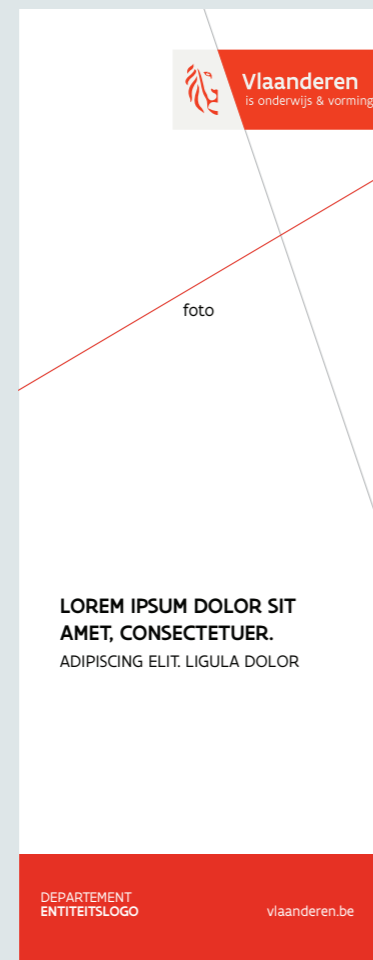 Vlaanderen
is onderwijs & vorming
foto
LOREM IPSUM DOLOR SIT
AMET, CONSECTETUER.
ADIPISCING ELIT. LIGULA DOLOR
DEPARTEMENT
ENTITEITSLOGO
vlaanderen.be